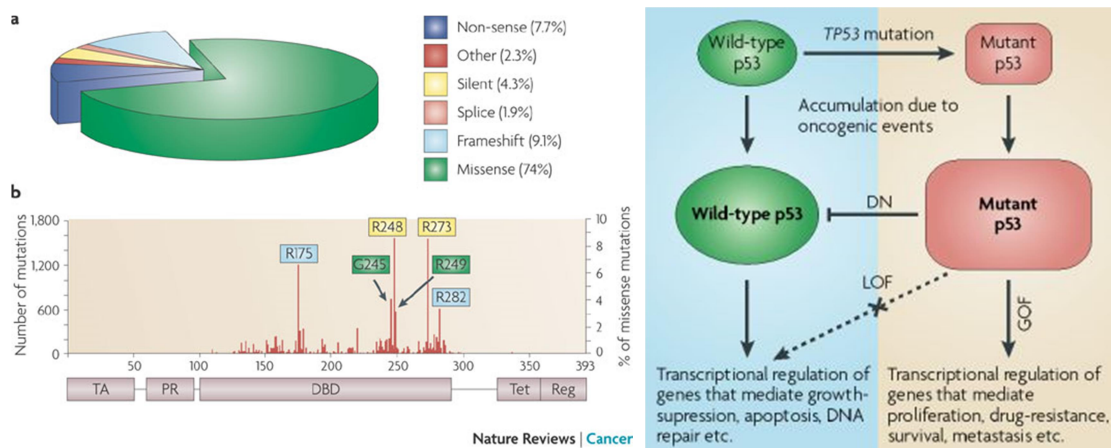 a
Non-sense (7.7%)
Other (2.3%)
Silent (4.3%)
Splice (1.9%)
Frameshift (9.1%)
Missense (74%)
b
Number of mutations
1,800
1,200
600
0
R175
G245
R248
R249
R273
R282
10
8
6
4
2
0
% of missense mutations
50
100
150
200
250
300
350
393
TA
PR
DBD
Tet
Reg
Nature Reviews | Cancer
Wild-type
p53
TP53 mutation
Mutant
p53
Accumulation due to
oncogenic events
Wild-type p53
DN
Mutant
p53
LOF
GOF
Transcriptional regulation of
genes that mediate growth-
supression, apoptosis, DNA
repair etc.
Transcriptional regulation of
genes that mediate
proliferation, drug-resistance,
survival, metastasis etc.